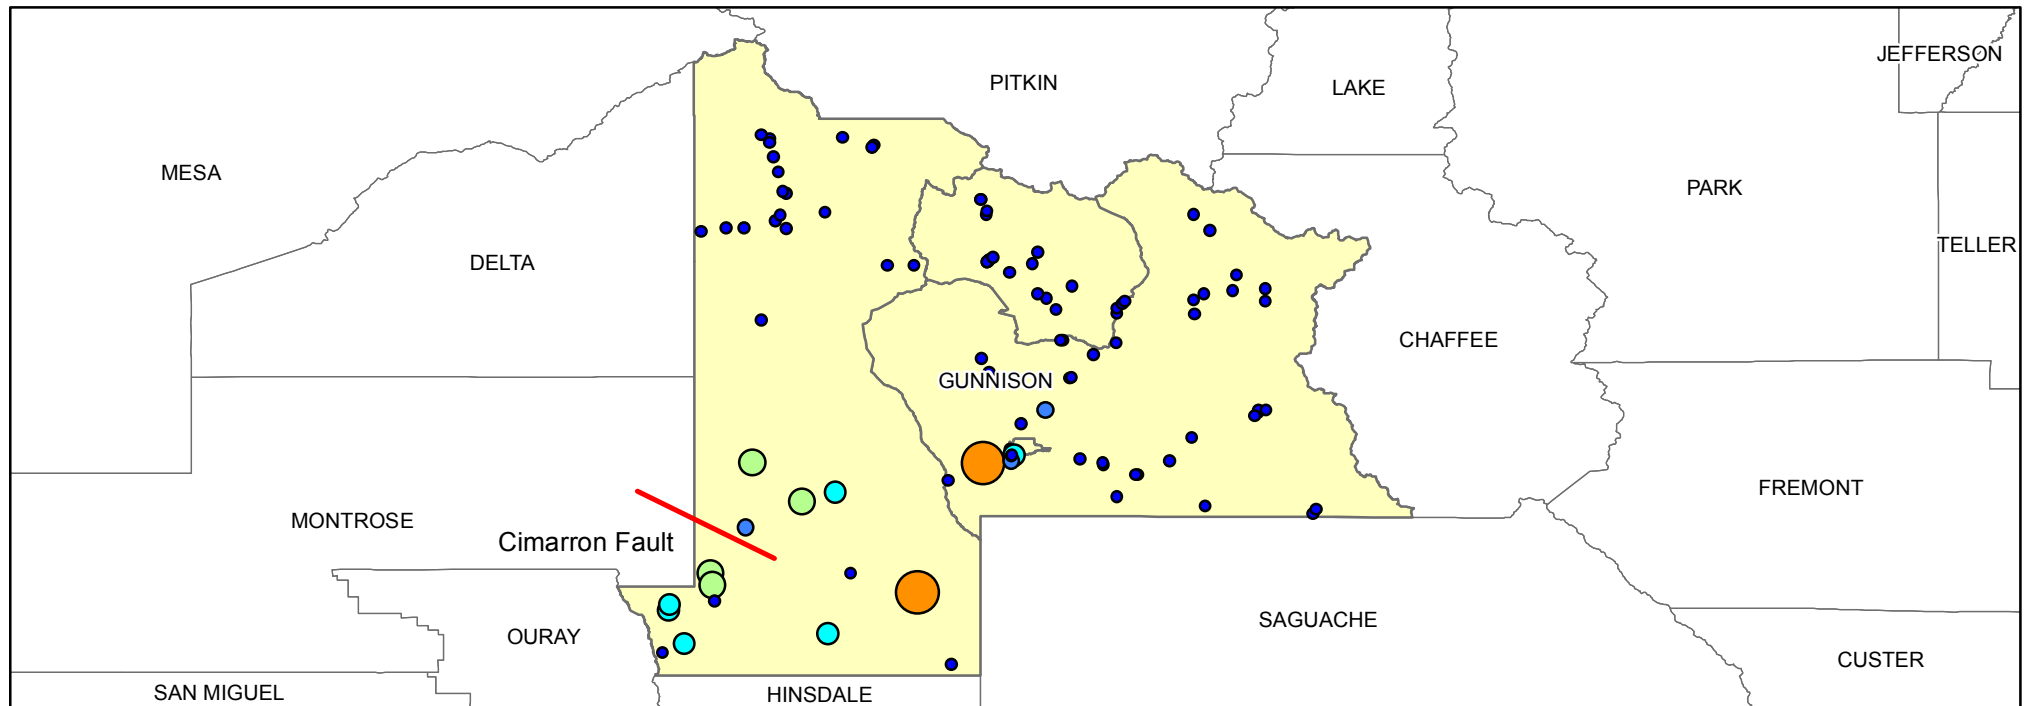 JEFFERSON
PITKIN
LAKE
MESA
PARK
TELLER
DELTA
CHAFFEE
GUNNISON
FREMONT
MONTROSE
Cimarron Fault
SAGUACHE
OURAY
CUSTER
SAN MIGUEL
HINSDALE